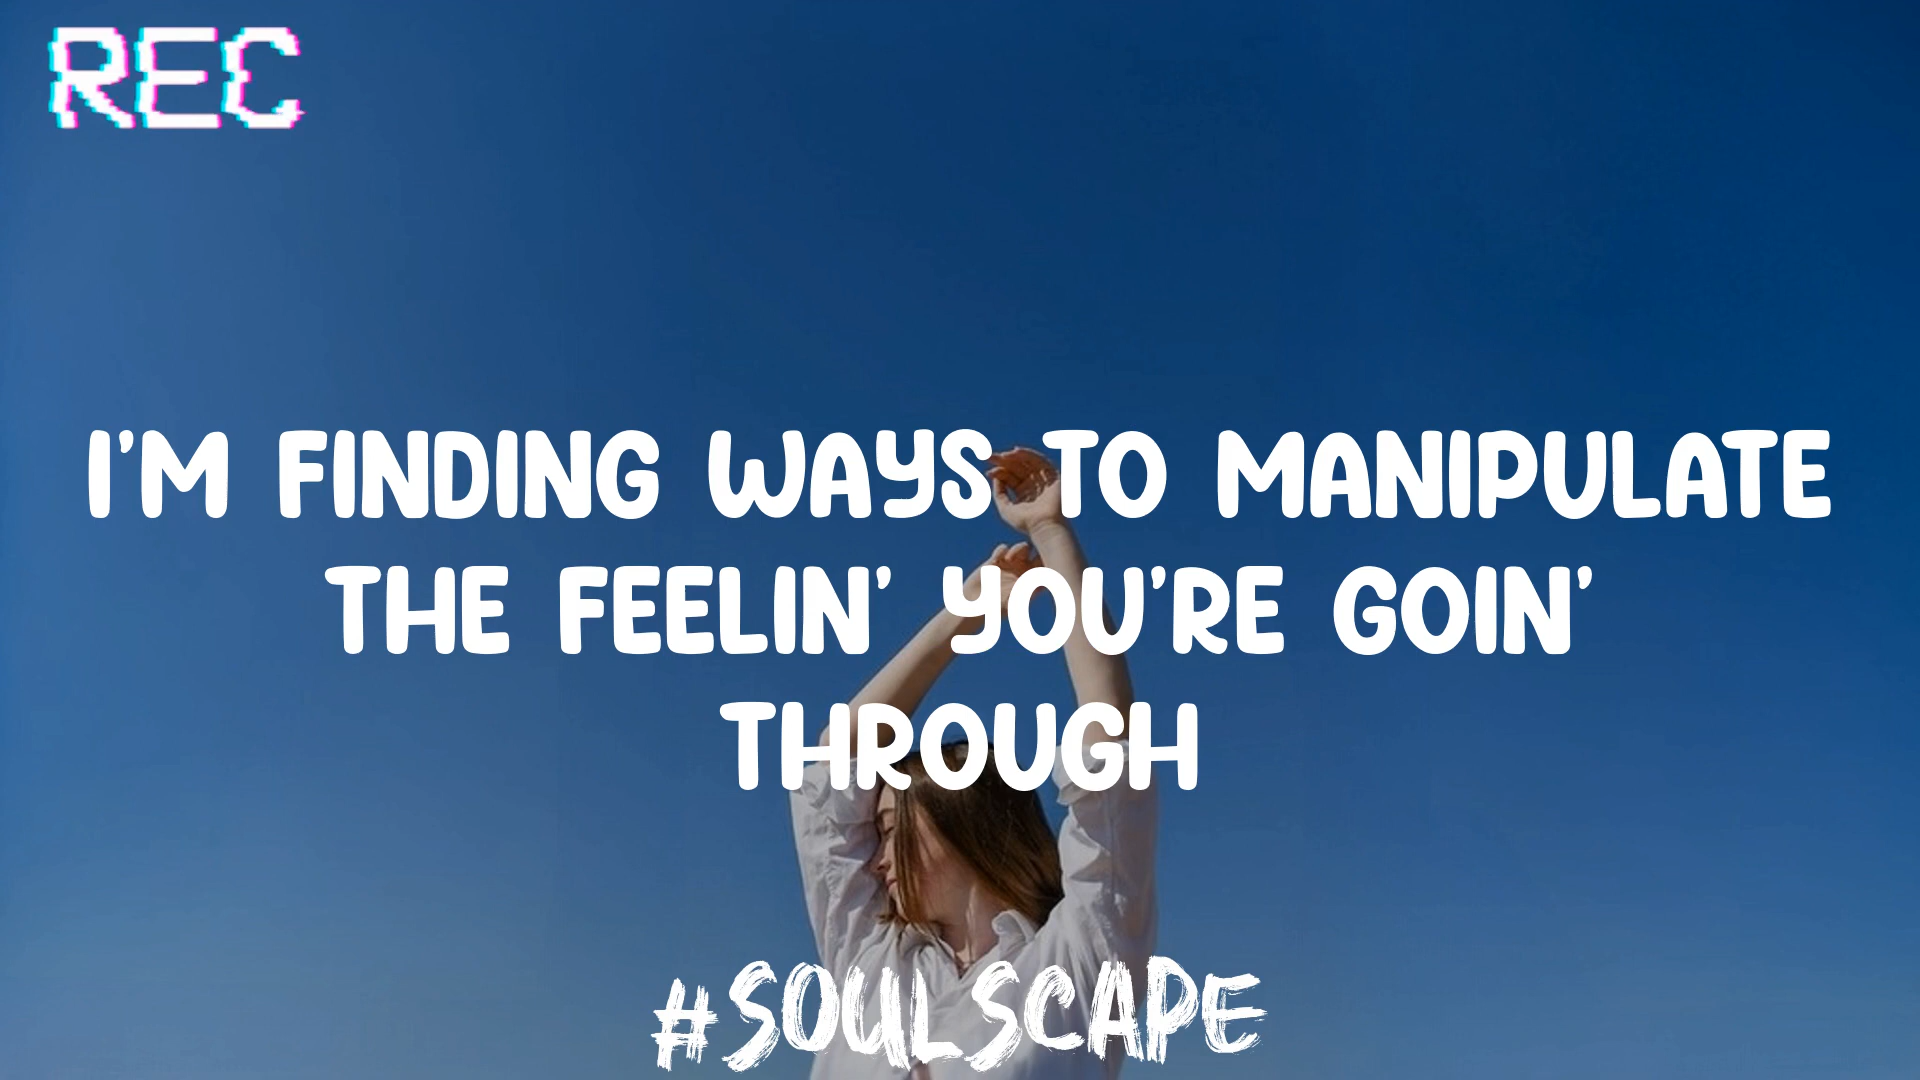 REC
I'M FINDING WAYS TO MANIPULATE
THE FEELIN' YOU'RE GOIN'
THROUGH
#SOULSCAPE